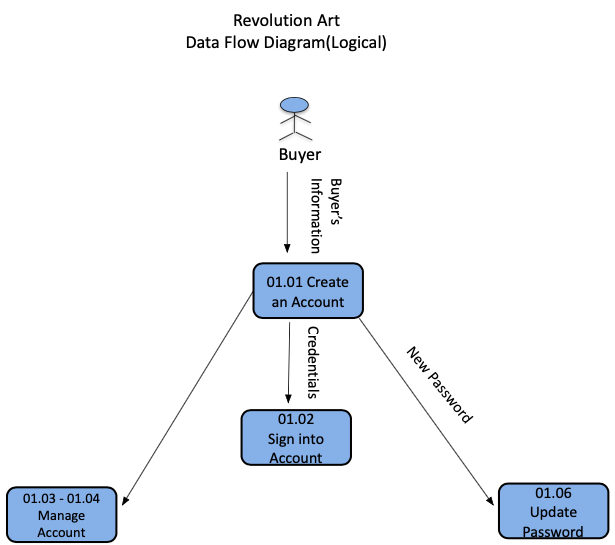 Revolution Art
Data Flow Diagram(Logical)
Buyer
Buyer's
Information
01.01 Create
an Account
Credentials
New Password
01.02
Sign into
Account
01.03 - 01.04
Manage
Account
01.06
Update
Password